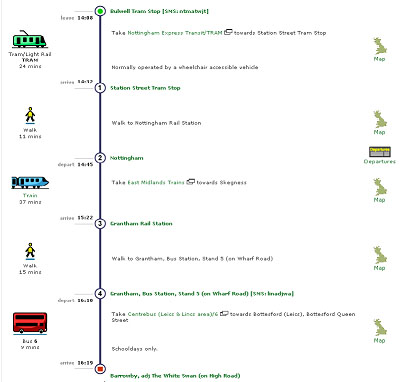 Bulwell Tram Stop [SMS: ntmatwjt]
leave 14:08
Take Nottingham Express Transit/TRAM towards Station Street Tram Stop
Tram/Light Rail
TRAM
24 mins
Map
Normally operated by a wheelchair accessible vehicle
arrive 14:32
1 Station Street Tram Stop
Walk to Nottingham Rail Station
Walk
11 mins
Map
2 Nottingham
Departures
Departures
depart 14:45
Take East Midlands Trains towards Skegness
Train
37 mins
Map
arrive 15:22
3 Grantham Rail Station
Walk to Grantham, Bus Station, Stand 5 (on Wharf Road)
Walk
15 mins
Map
4 Grantham, Bus Station, Stand 5 (on Wharf Road) [SMS: lnadjwa]
depart 16:10
Take Centrebus (Leics & Lincs area)/6 towards Bottesford (Leics), Bottesford Queen
Street
Bus 6
9 mins
Map
Schooldays only.
arrive 16:19
Barrowby, adj The White Swan (on High Road)